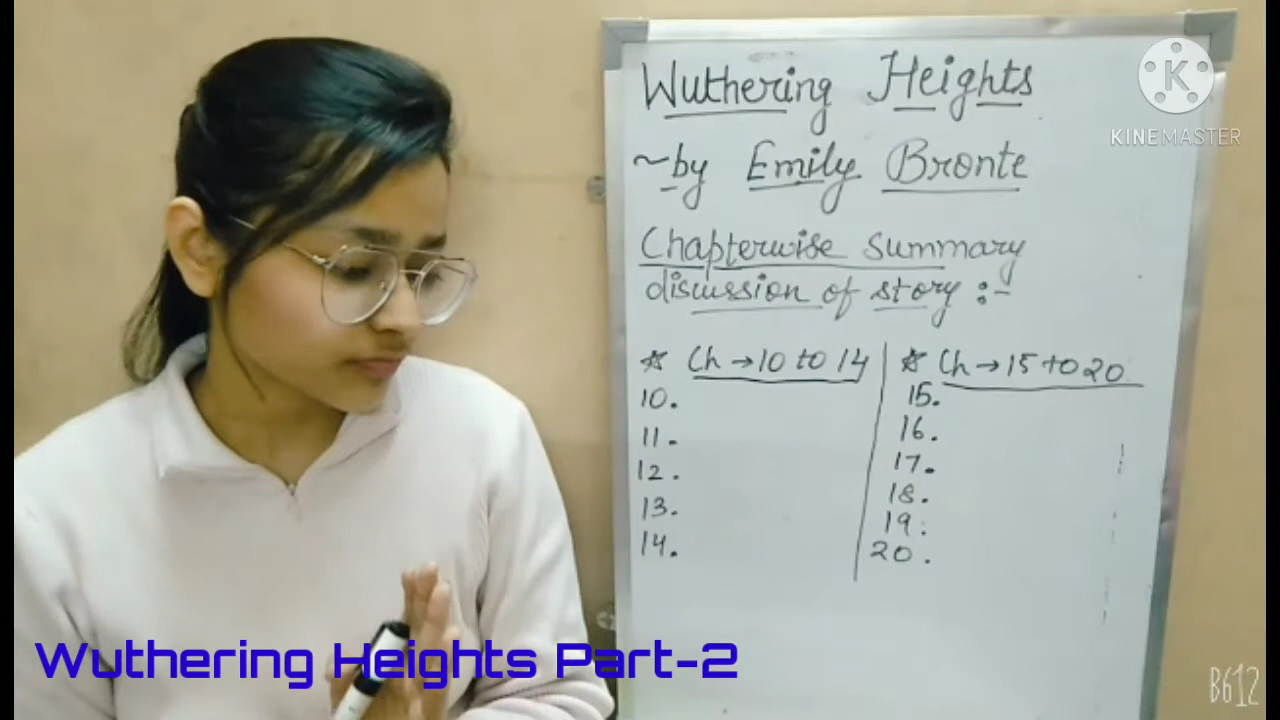 Wuthering Heights
~by Emily Bronte
Chapterwise Summary
discussion of story :-
* Ch → 10 to 14
10.
11.
12.
13.
14.
* Ch → 15 to 20
15.
16.
17.
18.
19.
20.
K
KINEMASTER
Wuthering Heights Part-2
B612